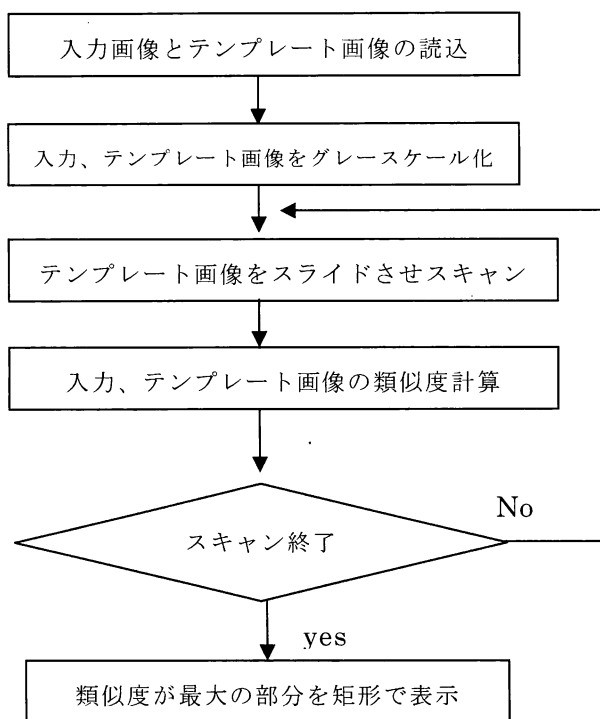 入力画像とテンプレート画像の読込
入力、テンプレート画像をグレースケール化
テンプレート画像をスライドさせスキャン
入力、テンプレート画像の類似度計算
スキャン終了
No
yes
類似度が最大の部分を矩形で表示